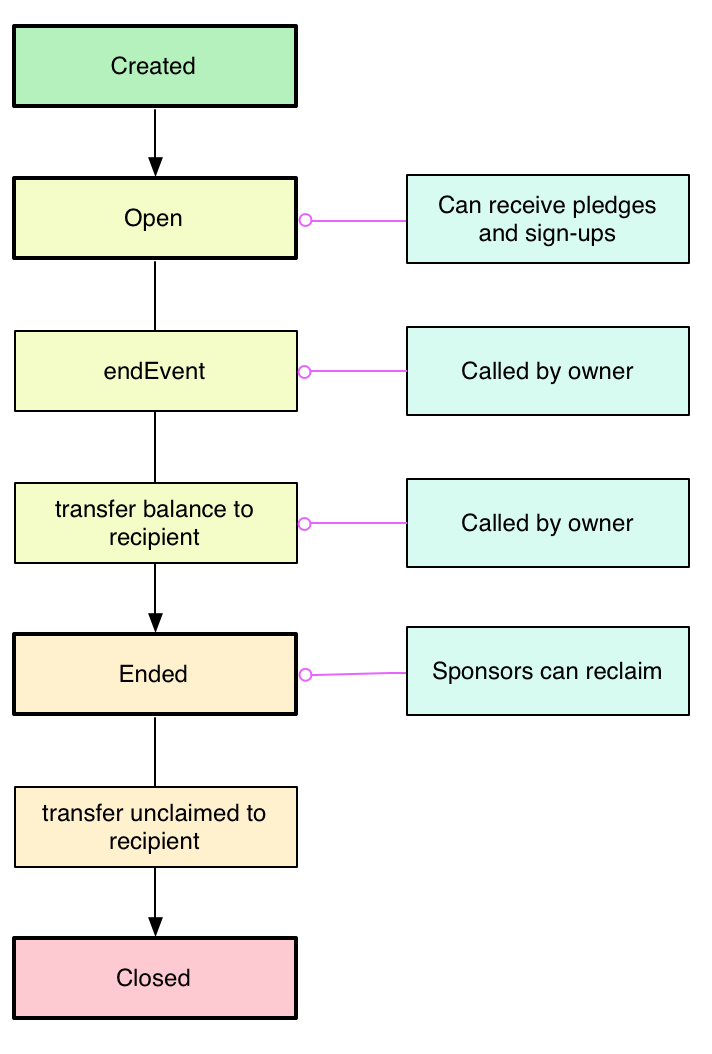 Created
Open
Can receive pledges
and sign-ups
endEvent
Called by owner
transfer balance to
recipient
Called by owner
Ended
Sponsors can reclaim
transfer unclaimed to
recipient
Closed